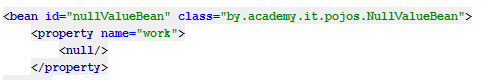 <bean id="nullValueBean" class="by.academy.it.pojos.NullValueBean">
    <property name="work">
        <null/>
    </property>